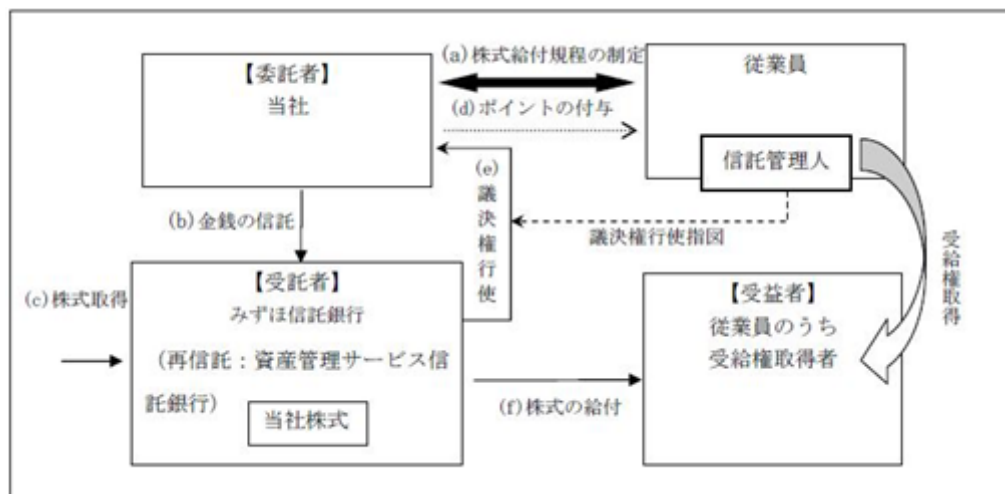 (a)株式給付規程の制定
【委託者】
当社
従業員
(d)ポイントの付与
信託管理人
(e)議決権行使
(b)金銭の信託
議決権行使指図
受給権取得
(c)株式取得
【受託者】
みずほ信託銀行
(再信託：資産管理サービス信
託銀行)
当社株式
【受益者】
従業員のうち
受給権取得者
(f)株式の給付